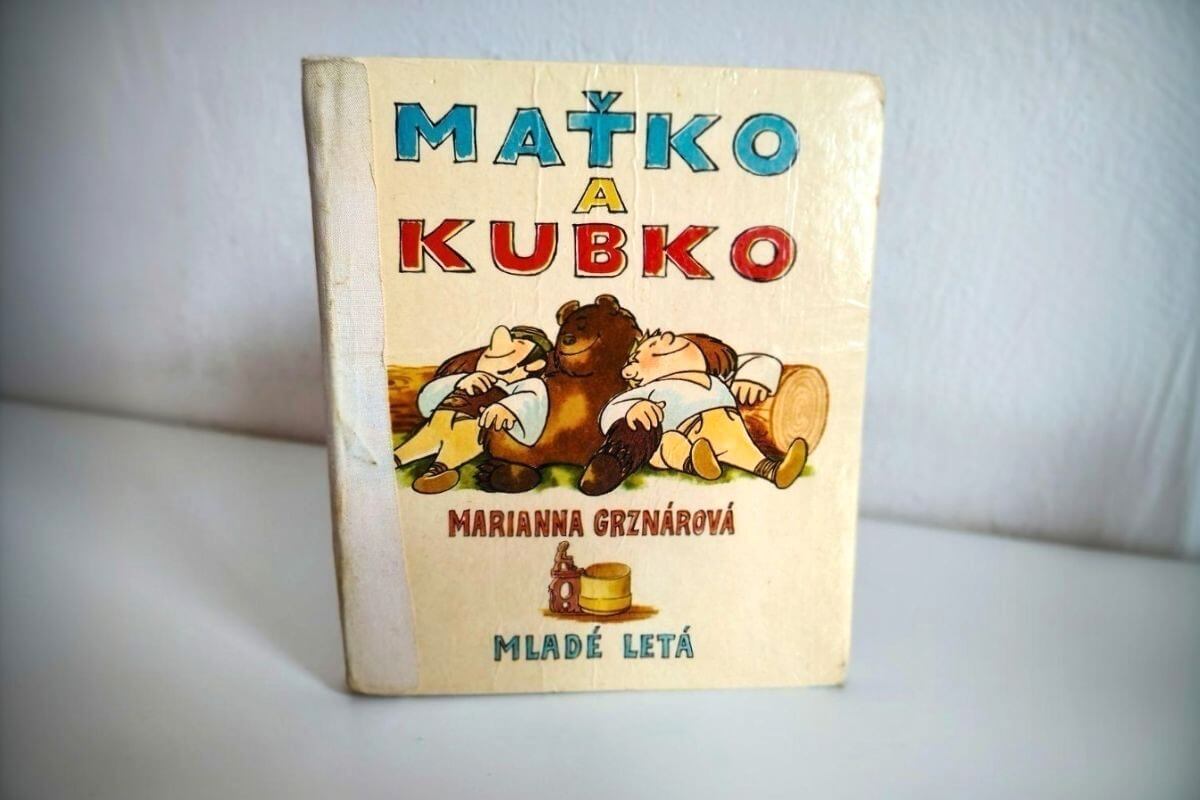 MAŤKO
A
KUBKO
MARIANNA GRZNÁROVÁ
MLADÉ LETÁ